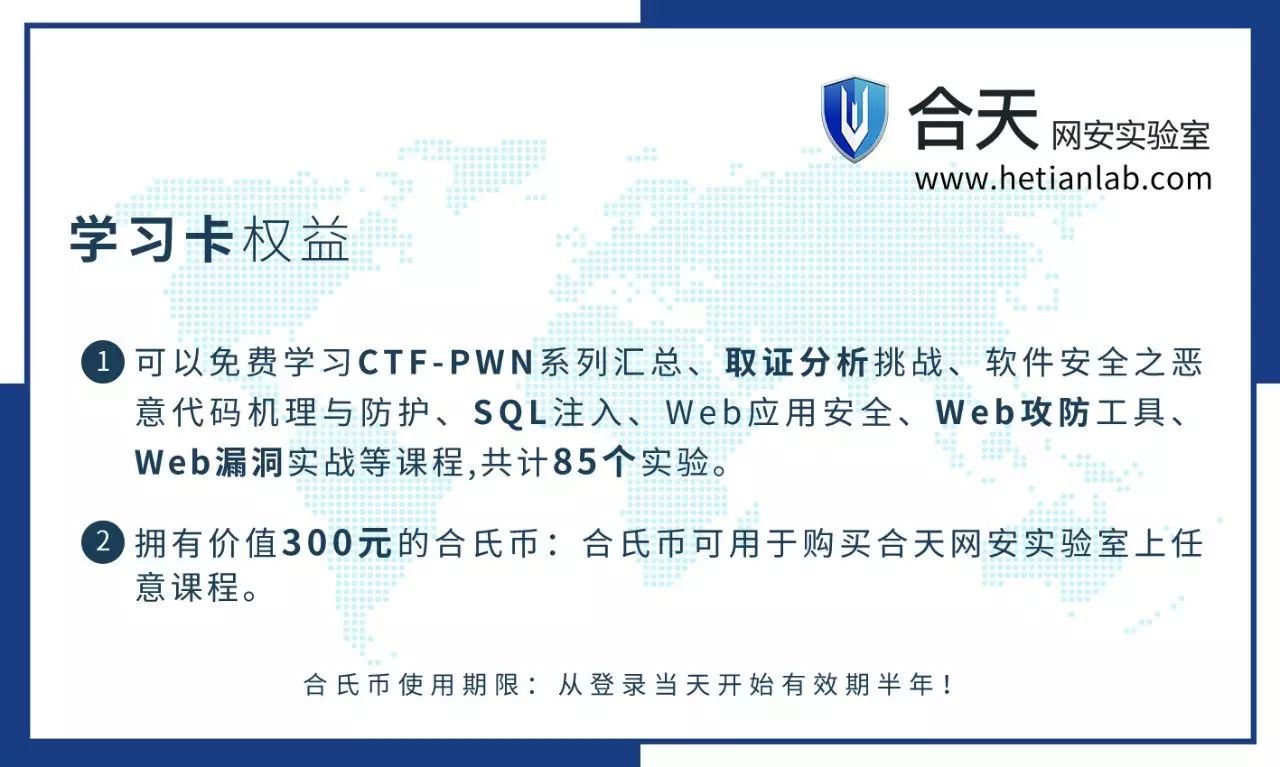 合天网安实验室
www.hetianlab.com
学习卡权益
1 可以免费学习CTF-PWN系列汇总、取证分析挑战、软件安全之恶
意代码机理与防护、SQL注入、Web应用安全、Web攻防工具、
Web漏洞实战等课程,共计85个实验。
2 拥有价值300元的合氏币：合氏币可用于购买合天网安实验室上任
意课程。
合氏币使用期限：从登录当天开始有效期半年！